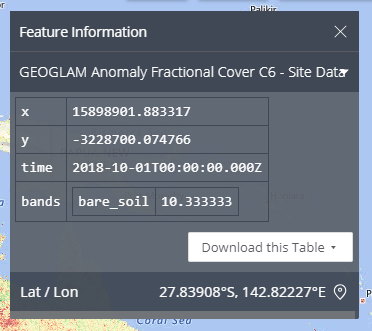 Palikir
Feature Information
GEOGLAM Anomaly Fractional Cover C6 - Site Data
x 15898901.883317
y -3228700.074766
time 2018-10-01T00:00:00.000Z
bands bare_soil 10.333333
Download this Table
Lat / Lon 27.83908°S, 142.82227°E
Coral Sea